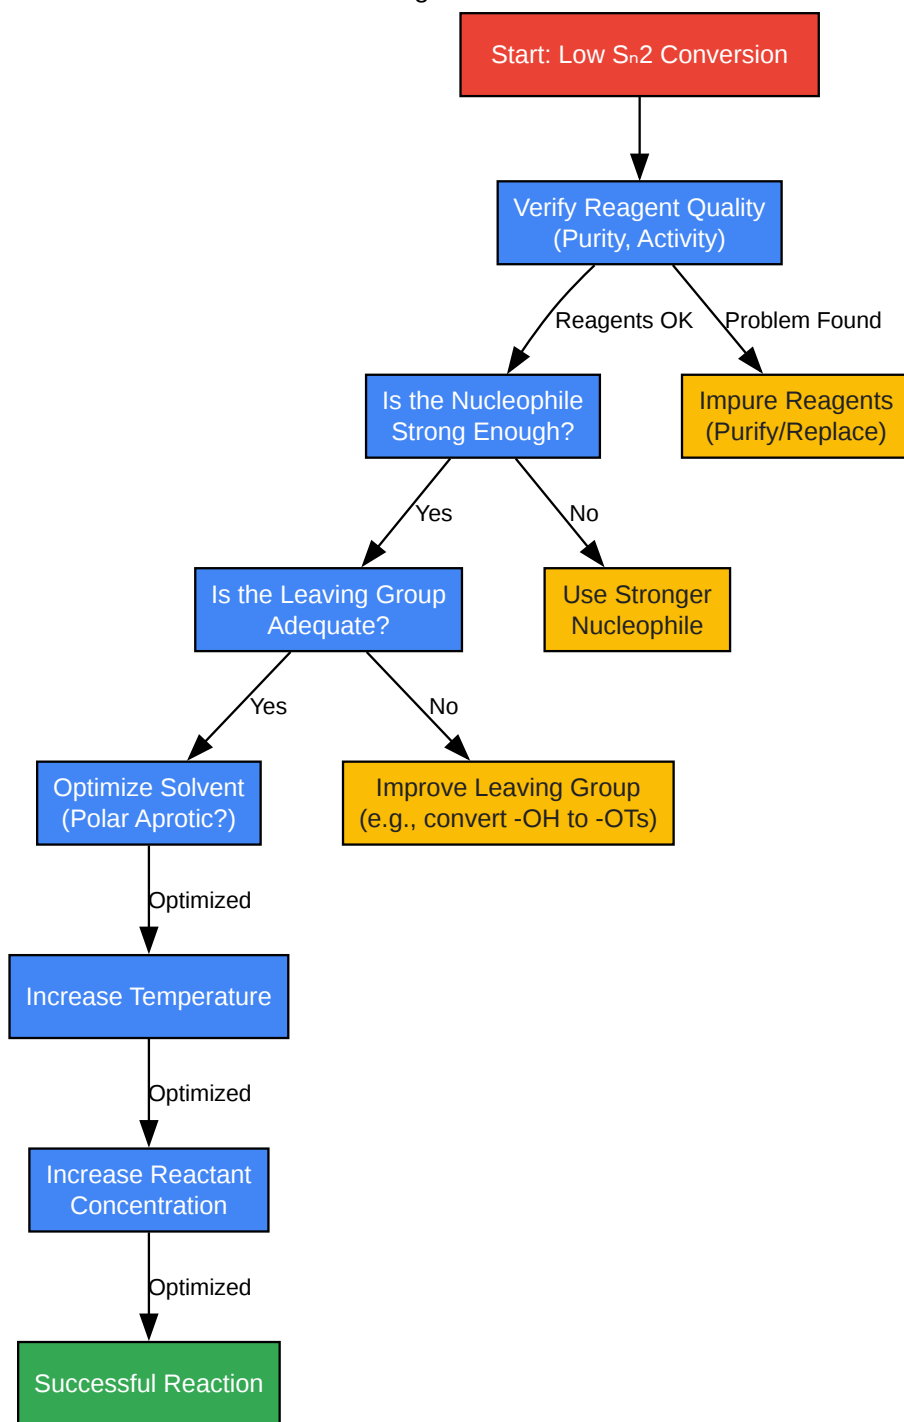 Start: Low Sₙ2 Conversion
Verify Reagent Quality
(Purity, Activity)
Reagents OK
Problem Found
Is the Nucleophile
Strong Enough?
Impure Reagents
(Purify/Replace)
Yes
No
Is the Leaving Group
Adequate?
Use Stronger
Nucleophile
Yes
No
Optimize Solvent
(Polar Aprotic?)
Improve Leaving Group
(e.g., convert -OH to -OTs)
Optimized
Increase Temperature
Optimized
Increase Reactant
Concentration
Optimized
Successful Reaction